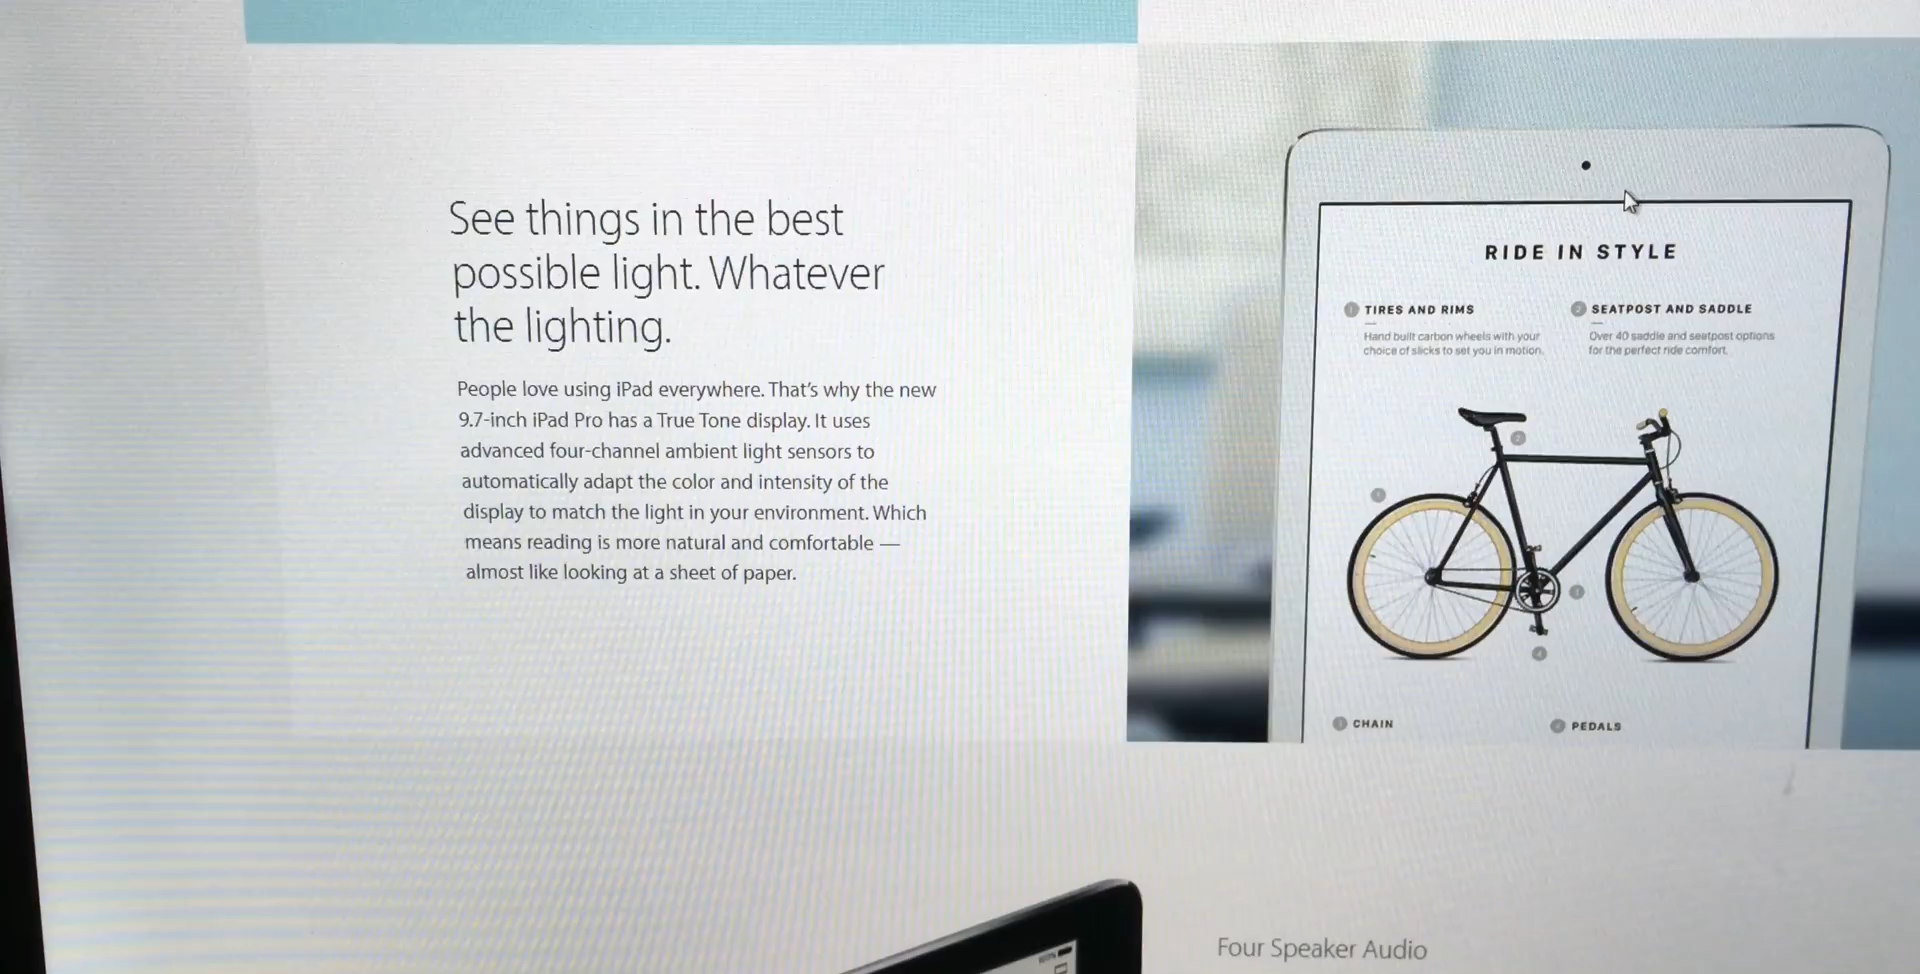 See things in the best
possible light. Whatever
the lighting.
People love using iPad everywhere. That's why the new
9.7-inch iPad Pro has a True Tone display. It uses
advanced four-channel ambient light sensors to
automatically adapt the color and intensity of the
display to match the light in your environment. Which
means reading is more natural and comfortable —
almost like looking at a sheet of paper.
RIDE IN STYLE
1 TIRES AND RIMS
Hand built carbon wheels with your
choice of slicks to set you in motion.
2 SEATPOST AND SADDLE
Over 40 saddle and seatpost options
for the perfect ride comfort.
CHAIN
PEDALS
Four Speaker Audio